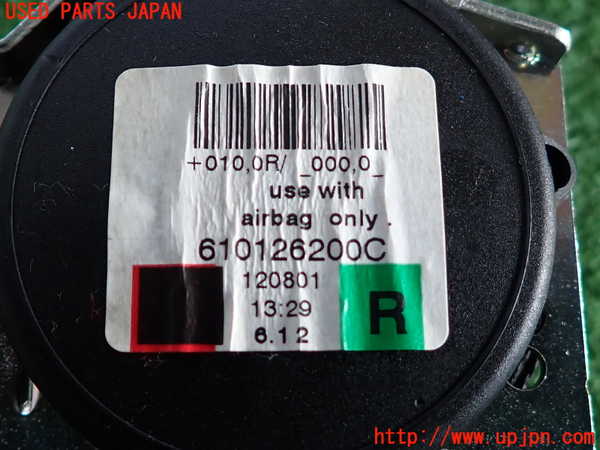 USED PARTS JAPAN
+010,0R/ _000,0_
use with
airbag only.
610126200C
120801
13:29
6.12
R
http://www.upjpn.com/